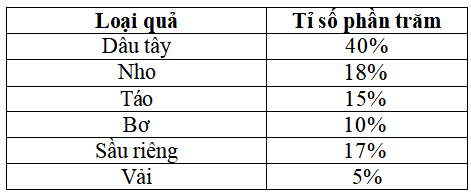 Loại quả Tỉ số phần trăm
Dâu tây 40%
Nho 18%
Táo 15%
Bơ 10%
Sầu riêng 17%
Vải 5%